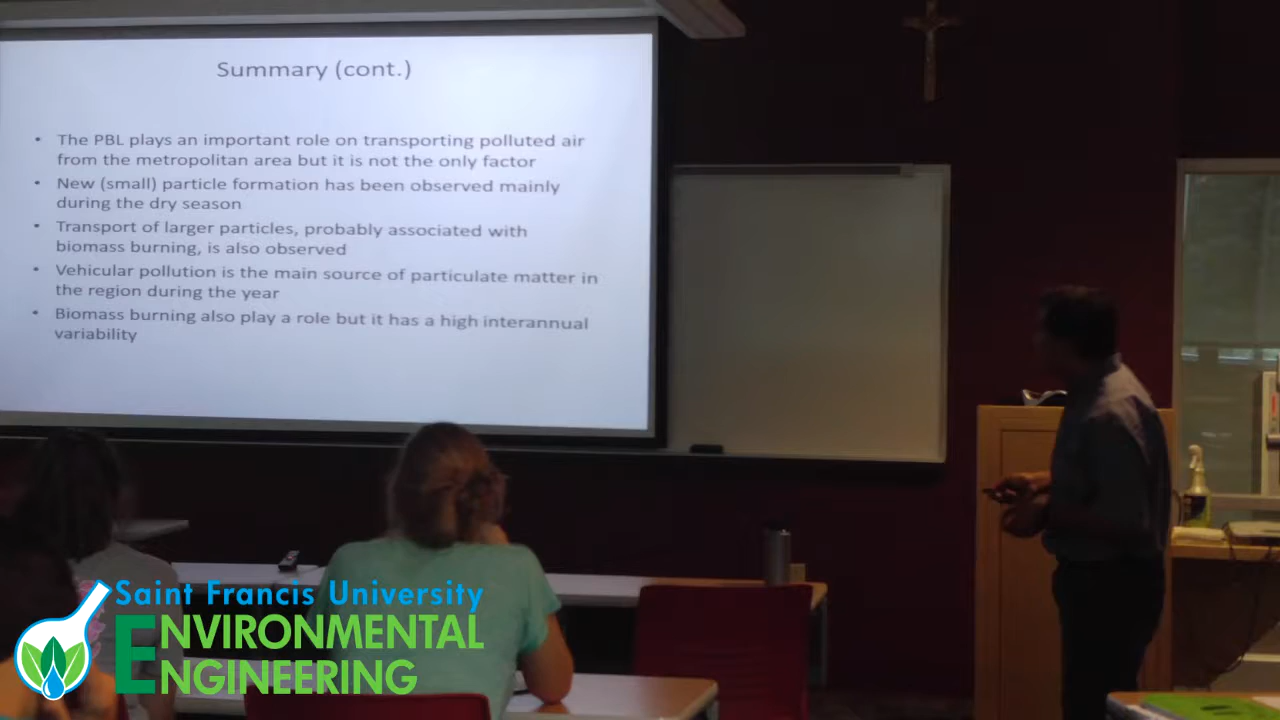 Summary (cont.)
• The PBL plays an important role on transporting polluted air
from the metropolitan area but it is not the only factor
• New (small) particle formation has been observed mainly
during the dry season
• Transport of larger particles, probably associated with
biomass burning, is also observed
• Vehicular pollution is the main source of particulate matter in
the region during the year
• Biomass burning also play a role but it has a high interannual
variability
Saint Francis University
ENVIRONMENTAL
ENGINEERING